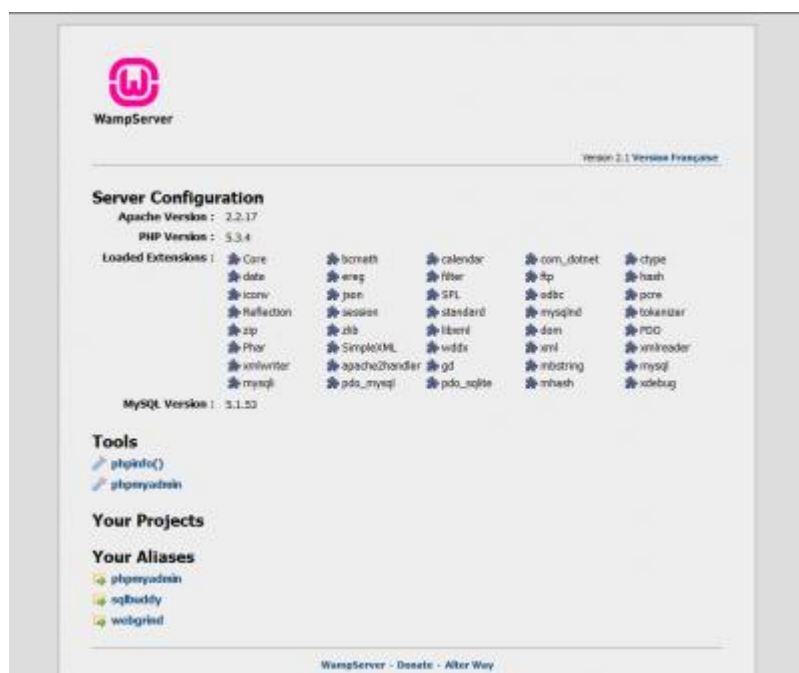 WampServer
Version 2.1 Version Française
Server Configuration
Apache Version : 2.2.17
PHP Version : 5.3.4
Loaded Extensions : Core bcmath calendar com_dotnet ctype
date ereg filter ftp hash
iconv json SPL odbc pcre
Reflection session standard mysqlnd tokenizer
zip zlib libxml dom PDO
Phar SimpleXML wddx xml xmlreader
xmlwriter apache2handler gd mbstring mysql
mysqli pdo_mysql pdo_sqlite mhash xdebug
MySQL Version : 5.1.53
Tools
phpinfo()
phpmyadmin
Your Projects
Your Aliases
phpmyadmin
sqlbuddy
webgrind
WampServer - Donate - Alter Way